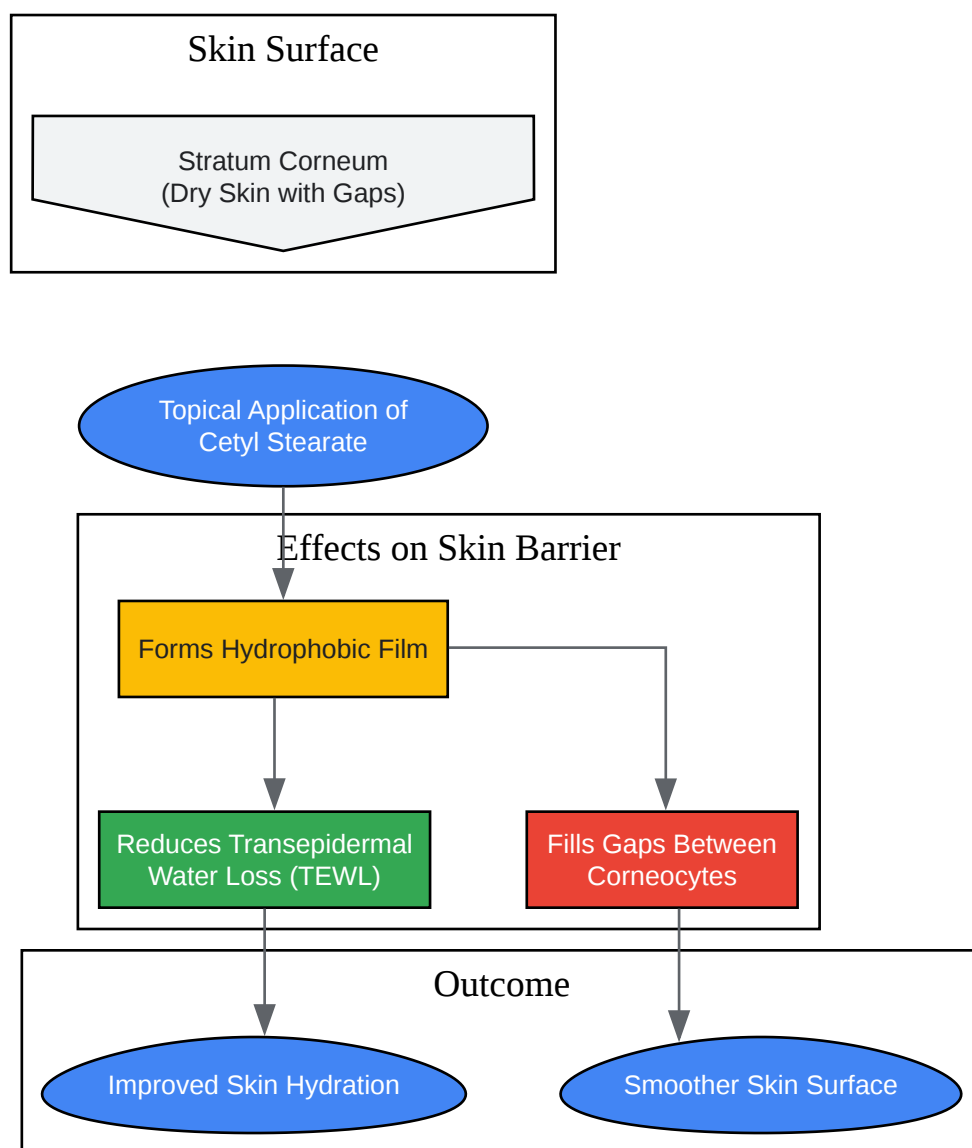 Skin Surface
Stratum Corneum
(Dry Skin with Gaps)
Topical Application of
Cetyl Stearate
Effects on Skin Barrier
Forms Hydrophobic Film
Reduces Transepidermal
Water Loss (TEWL)
Fills Gaps Between
Corneocytes
Outcome
Improved Skin Hydration
Smoother Skin Surface